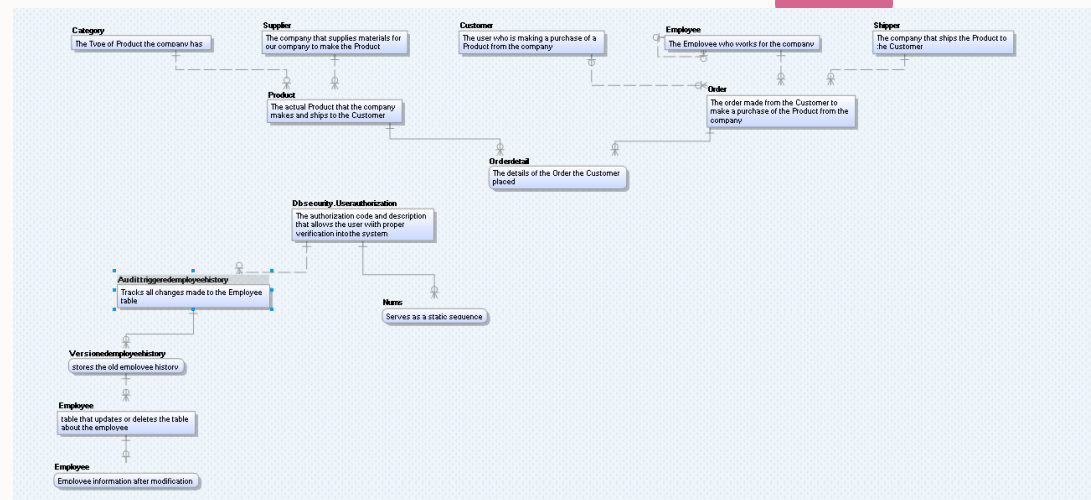 Category
The Type of Product the company has
Supplier
The company that supplies materials for
our company to make the Product
Customer
The user who is making a purchase of a
Product from the company
Employee
The Employee who works for the company
Shipper
The company that ships the Product to
the Customer
Product
The actual Product that the company
makes and ships to the Customer
Order
The order made from the Customer to
make a purchase of the Product from the
company
Orderdetail
The details of the Order the Customer
placed
Dbsecurity.Userauthorization
The authorization code and description
that allows the user wiith proper
verification into the system
Audittriggeredemployeehistory
Tracks all changes made to the Employee
table
Nums
Serves as a static sequence
Versionedemployeehistory
stores the old employee history
Employee
table that updates or deletes the table
about the employee
Employee
Employee information after modification